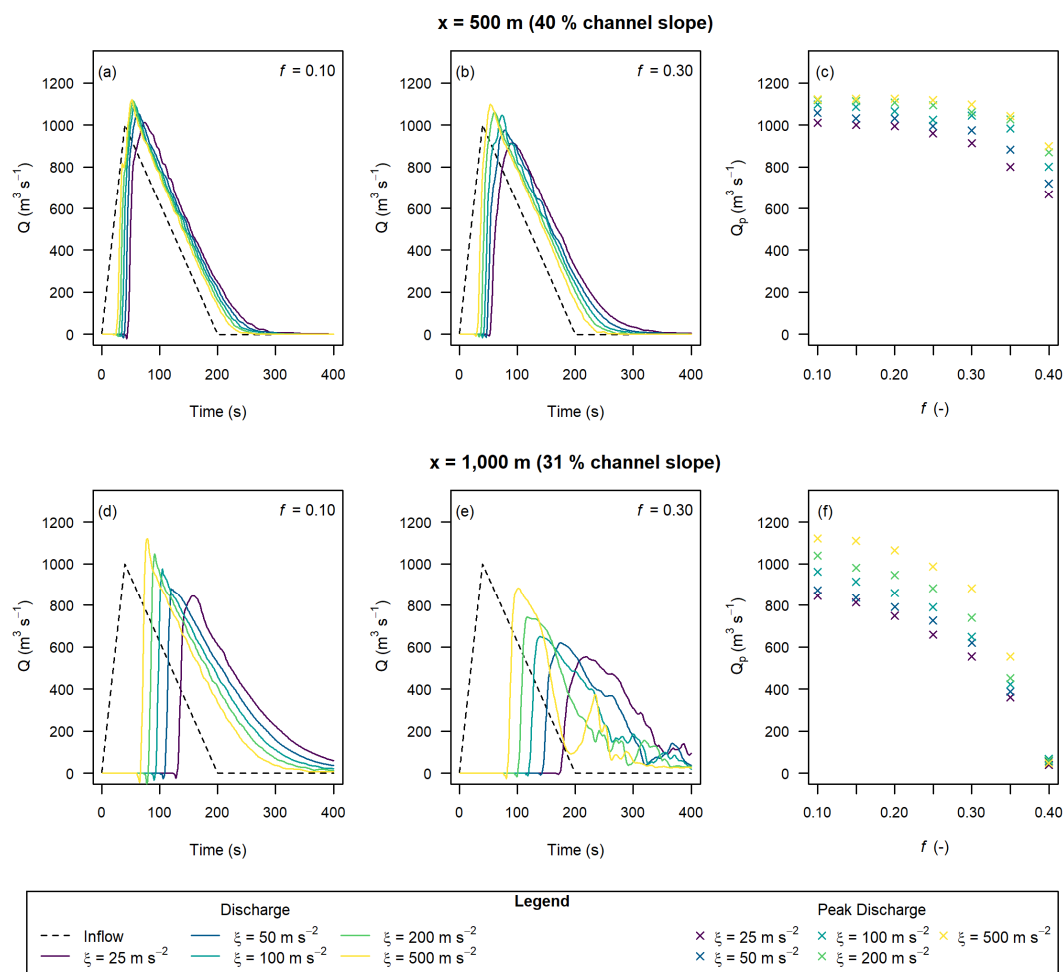 x = 500 m (40 % channel slope)
(a) f = 0.10
(b) f = 0.30
(c)
Q (m³ s⁻¹)
0 200 400 600 800 1000 1200
0 100 200 300 400
Time (s)
Q (m³ s⁻¹)
0 200 400 600 800 1000 1200
0 100 200 300 400
Time (s)
Qₚ (m³ s⁻¹)
0 200 400 600 800 1000 1200
0.10 0.20 0.30 0.40
f (-)
x = 1,000 m (31 % channel slope)
(d) f = 0.10
(e) f = 0.30
(f)
Q (m³ s⁻¹)
0 200 400 600 800 1000 1200
0 100 200 300 400
Time (s)
Q (m³ s⁻¹)
0 200 400 600 800 1000 1200
0 100 200 300 400
Time (s)
Qₚ (m³ s⁻¹)
0 200 400 600 800 1000 1200
0.10 0.20 0.30 0.40
f (-)
Legend
Discharge
Inflow
ξ = 25 m s⁻²
ξ = 50 m s⁻²
ξ = 100 m s⁻²
ξ = 200 m s⁻²
ξ = 500 m s⁻²
Peak Discharge
ξ = 25 m s⁻²
ξ = 50 m s⁻²
ξ = 100 m s⁻²
ξ = 200 m s⁻²
ξ = 500 m s⁻²